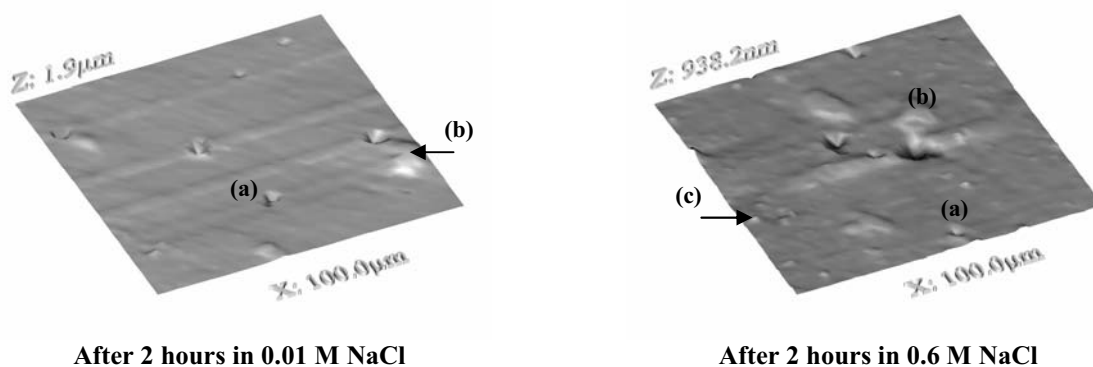 Z: 1.9µm
(b)
(a)
X: 100.0µm
After 2 hours in 0.01 M NaCl
Z: 938.2nm
(b)
(c)
(a)
X: 100.0µm
After 2 hours in 0.6 M NaCl